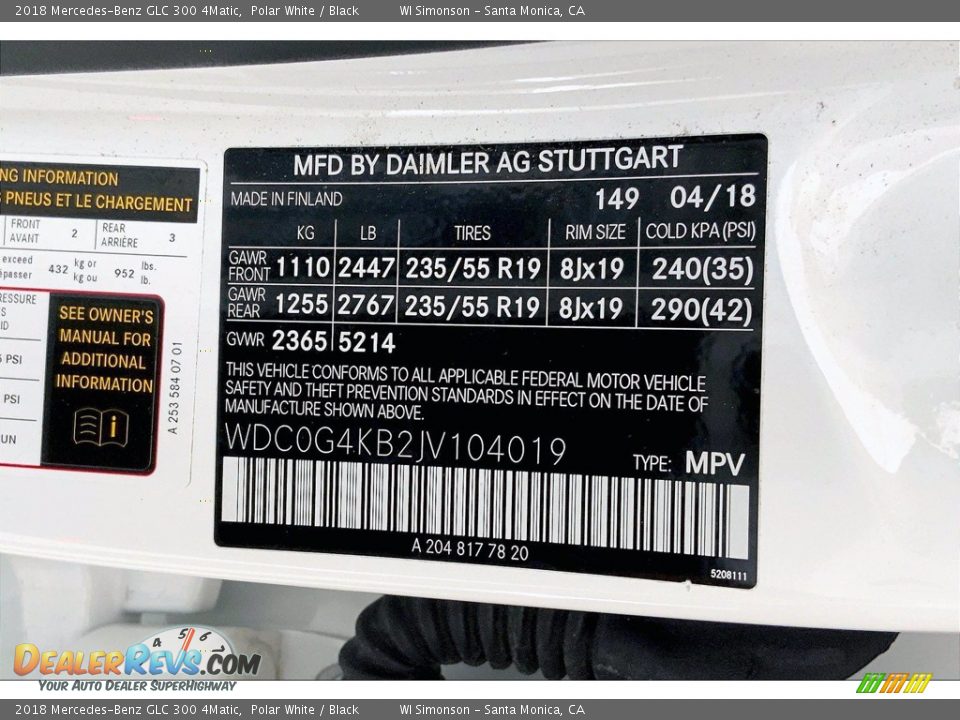 2018 Mercedes-Benz GLC 300 4Matic, Polar White / Black WI Simonson - Santa Monica, CA
NG INFORMATION
PNEUS ET LE CHARGEMENT
FRONT AVANT 2 REAR ARRIÈRE 3
exceed 432 kg or kg ou 952 lbs. lb.
SEE OWNER'S
MANUAL FOR
ADDITIONAL
INFORMATION
PSI
PSI
A 253 584 07 01
MFD BY DAIMLER AG STUTTGART
MADE IN FINLAND 149 04/18
KG LB TIRES RIM SIZE COLD KPA (PSI)
GAWR FRONT 1110 2447 235/55 R19 8Jx19 240(35)
GAWR REAR 1255 2767 235/55 R19 8Jx19 290(42)
GVWR 2365 5214
THIS VEHICLE CONFORMS TO ALL APPLICABLE FEDERAL MOTOR VEHICLE
SAFETY AND THEFT PREVENTION STANDARDS IN EFFECT ON THE DATE OF
MANUFACTURE SHOWN ABOVE.
WDC0G4KB2JV104019
TYPE: MPV
A 204 817 78 20
5208111
4 5 6
DEALERREVS.COM
YOUR AUTO DEALER SUPERHIGHWAY
2018 Mercedes-Benz GLC 300 4Matic, Polar White / Black WI Simonson - Santa Monica, CA